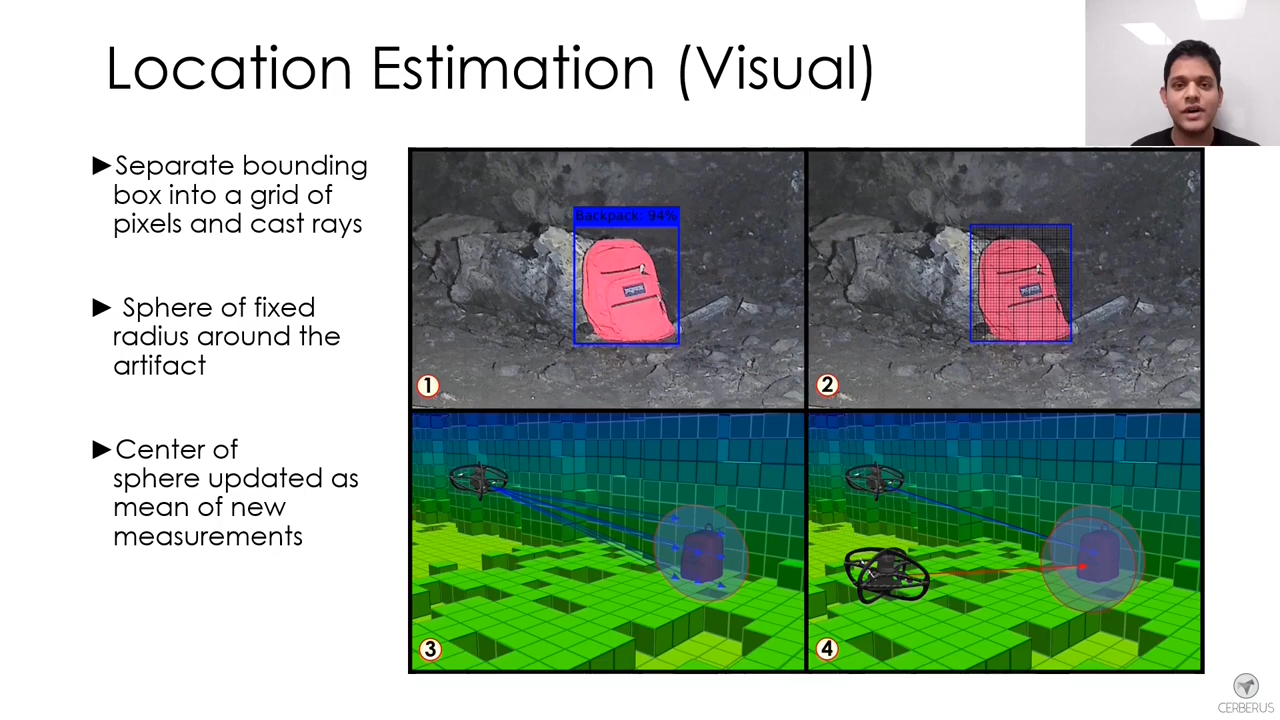 Location Estimation (Visual)
►Separate bounding
box into a grid of
pixels and cast rays
► Sphere of fixed
radius around the
artifact
►Center of
sphere updated as
mean of new
measurements
Backpack: 94%
1
2
3
4
CERBERUS